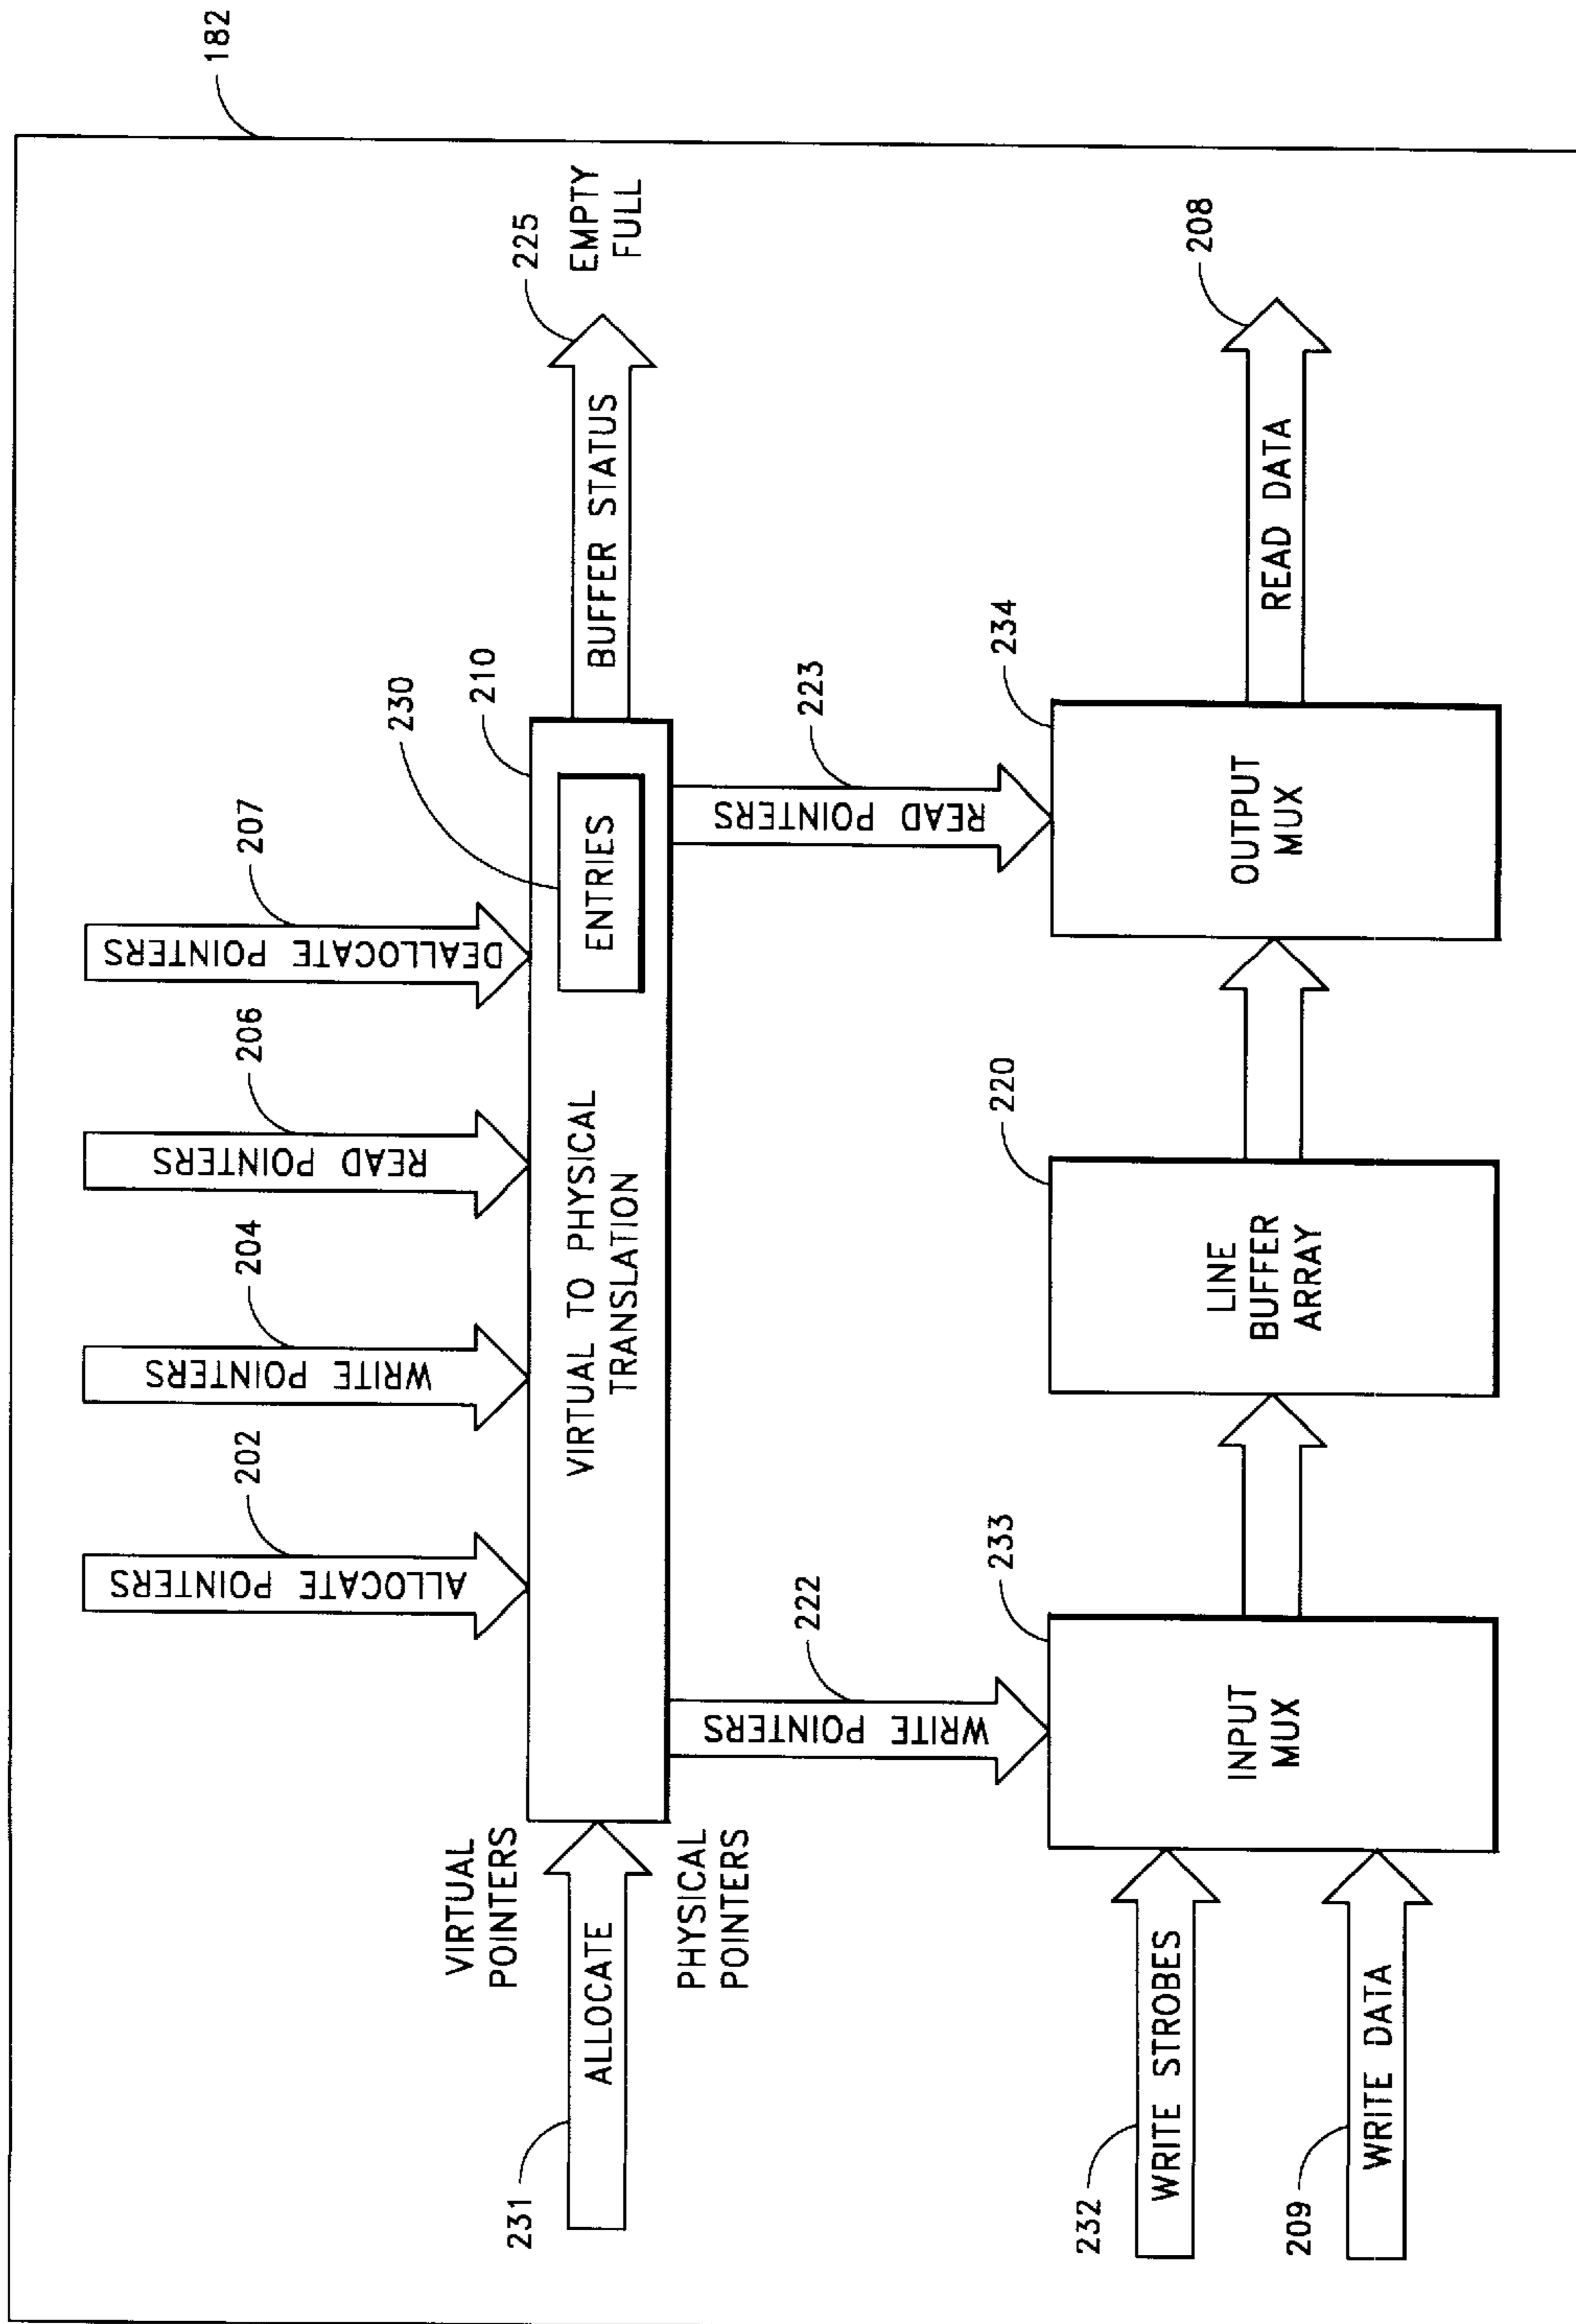 182
202
204
206
207
ALLOCATE POINTERS
WRITE POINTERS
READ POINTERS
DEALLOCATE POINTERS
230
210
VIRTUAL
POINTERS
231
ALLOCATE
PHYSICAL
POINTERS
VIRTUAL TO PHYSICAL
TRANSLATION
ENTRIES
BUFFER STATUS
225
EMPTY
FULL
WRITE POINTERS
222
READ POINTERS
223
232
WRITE STROBES
209
WRITE DATA
233
INPUT
MUX
220
LINE
BUFFER
ARRAY
234
OUTPUT
MUX
READ DATA
208